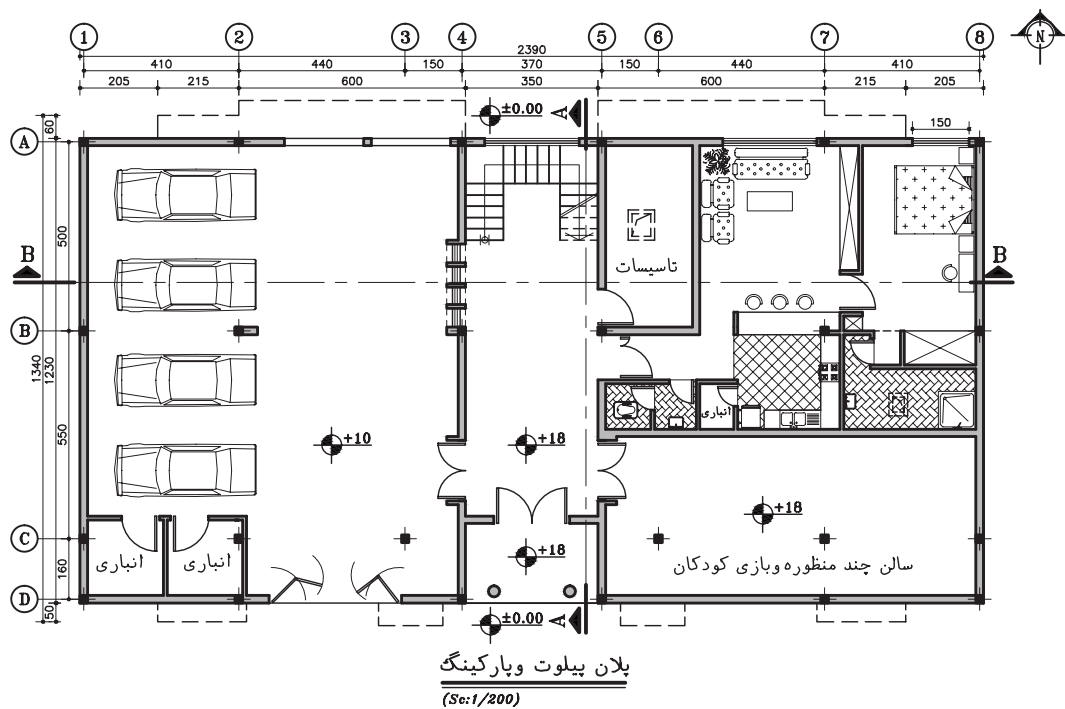 1 2 3 4 5 6 7 8
N
2390
410 440 150 370 150 440 410
205 215 600 350 600 215 205
±0.00 A
60
A
150
500
تاسیسات
B B
B
1340
1230
انباری
550
+10 +18
+18
C
انباری انباری
+18
سالن چند منظوره وبازی کودکان
160
D
50
±0.00 A
پلان پیلوت وپارکینگ
(Sc:1/200)